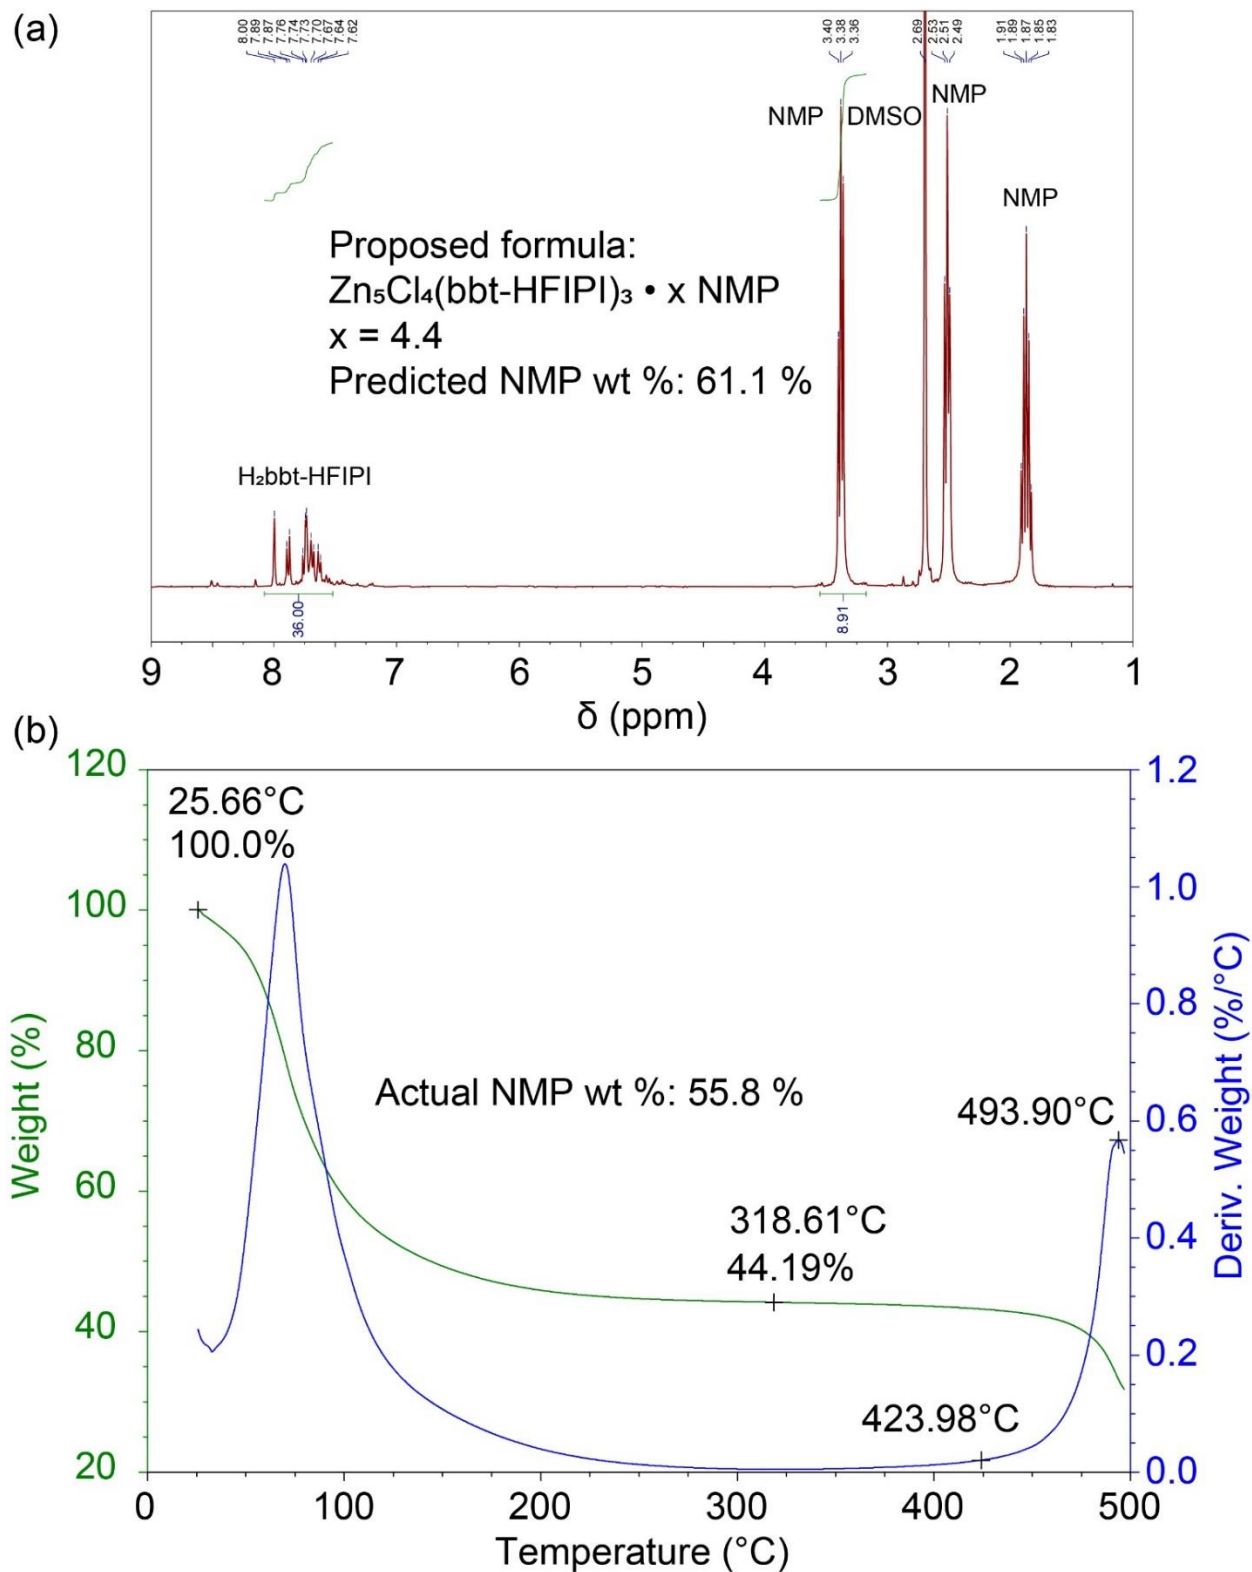 (a)
8.00
7.89
7.87
7.76
7.74
7.73
7.70
7.67
7.64
7.62
3.40
3.38
3.36
2.69
2.53
2.51
2.49
1.91
1.89
1.87
1.85
1.83
NMP
DMSO
NMP
NMP
Proposed formula:
Zn₅Cl₄(bbt-HFIPI)₃ • x NMP
x = 4.4
Predicted NMP wt %: 61.1 %
H₂bbt-HFIPI
36.00
8.91
9 8 7 6 5 4 3 2 1
δ (ppm)
(b)
120
100
80
60
40
20
Weight (%)
25.66°C
100.0%
Actual NMP wt %: 55.8 %
318.61°C
44.19%
493.90°C
423.98°C
1.2
1.0
0.8
0.6
0.4
0.2
0.0
Deriv. Weight (%/°C)
0 100 200 300 400 500
Temperature (°C)